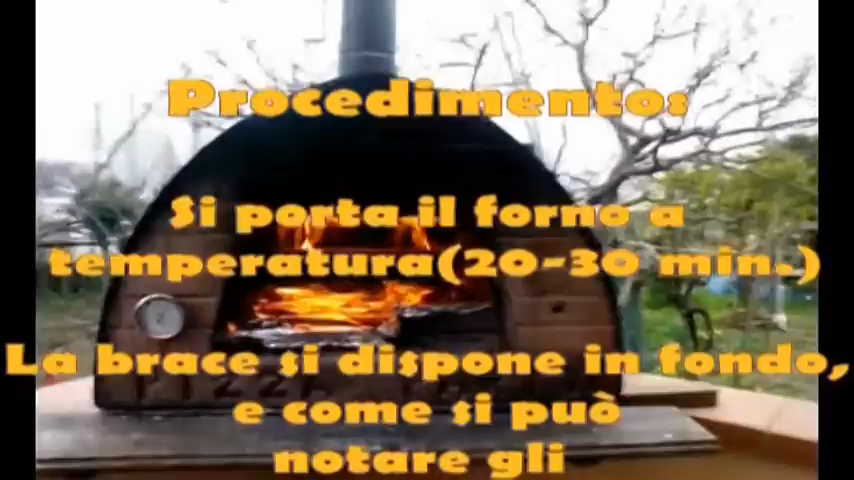 Procedimento:
Si porta il forno a
temperatura(20-30 min.)
La brace si dispone in fondo,
e come si può
notare gli